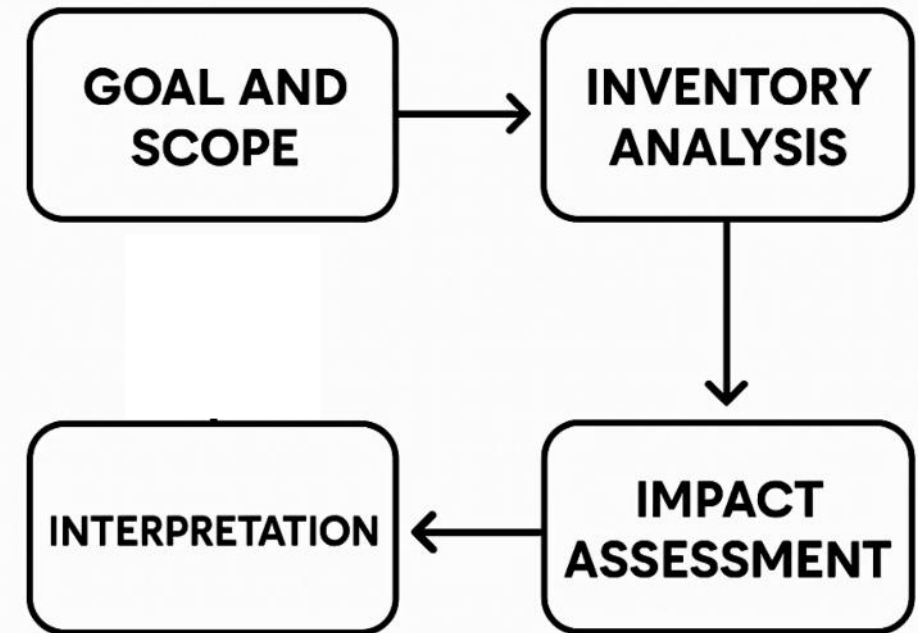 GOAL AND
SCOPE
INVENTORY
ANALYSIS
IMPACT
ASSESSMENT
INTERPRETATION